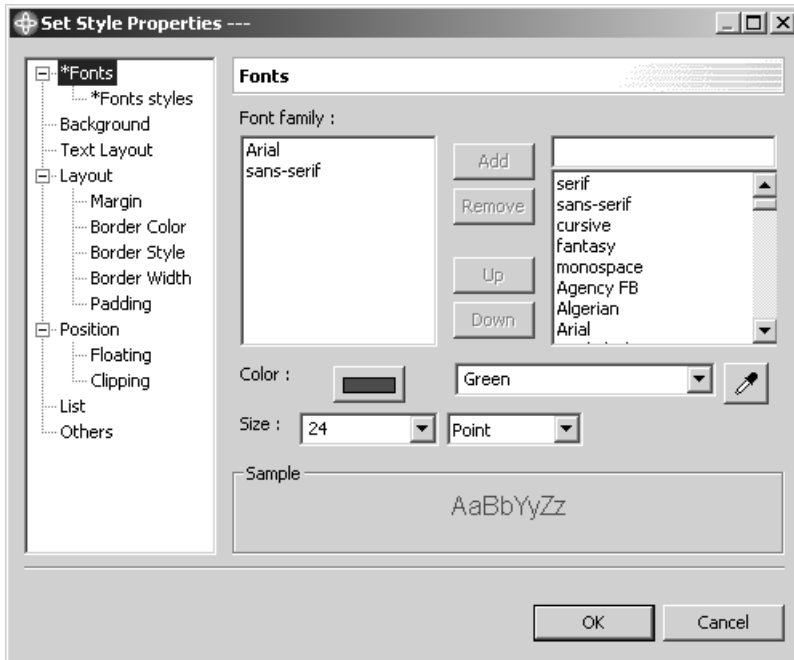 Set Style Properties ---
*Fonts
*Fonts styles
Background
Text Layout
Layout
Margin
Border Color
Border Style
Border Width
Padding
Position
Floating
Clipping
List
Others
Fonts
Font family :
Arial
sans-serif
Add
Remove
Up
Down
serif
sans-serif
cursive
fantasy
monospace
Agency FB
Algerian
Arial
Color :
Green
Size :
24
Point
Sample
AaBbYyZz
OK
Cancel